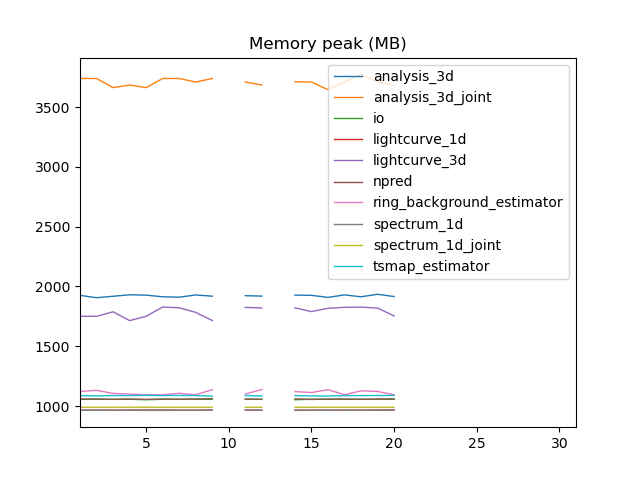 Memory peak (MB)
analysis_3d
analysis_3d_joint
io
lightcurve_1d
lightcurve_3d
npred
ring_background_estimator
spectrum_1d
spectrum_1d_joint
tsmap_estimator
3500
3000
2500
2000
1500
1000
5 10 15 20 25 30